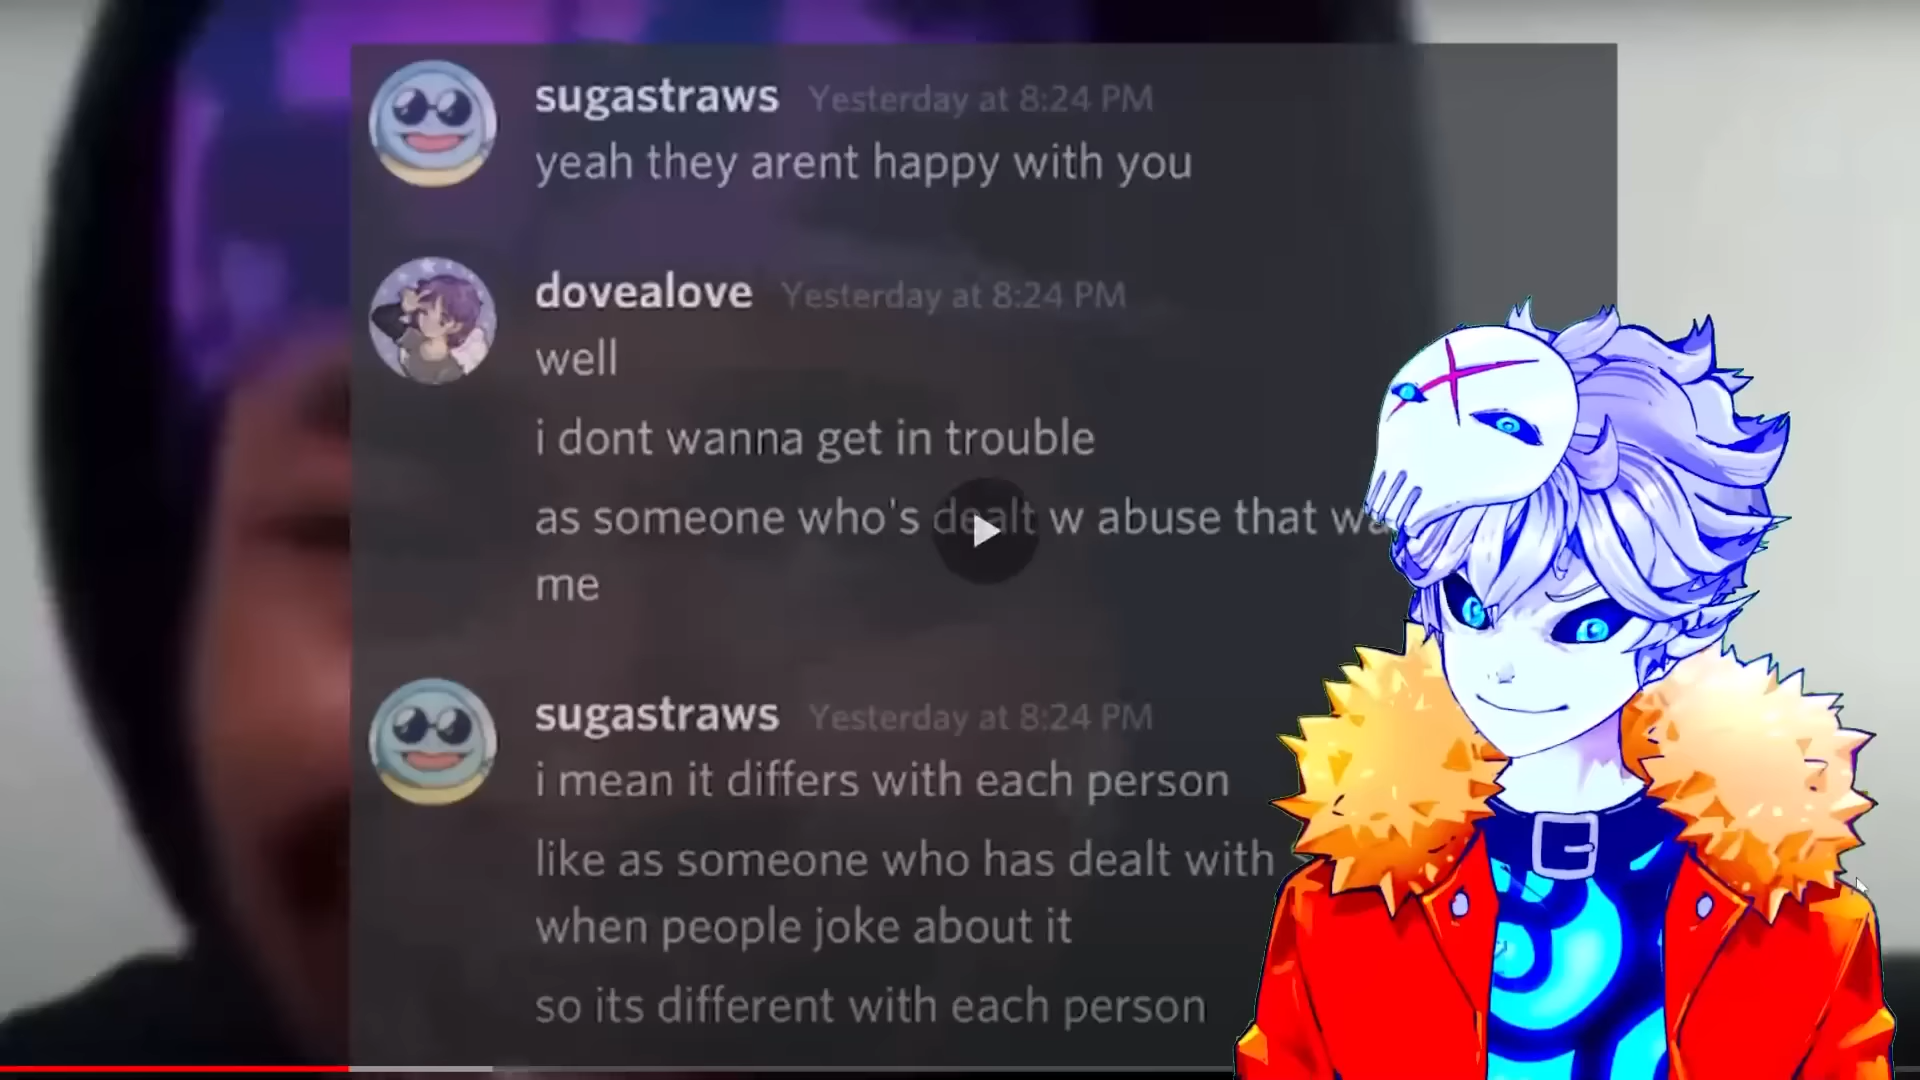 sugastraws Yesterday at 8:24 PM
yeah they arent happy with you
dovealove Yesterday at 8:24 PM
well
i dont wanna get in trouble
as someone who's dealt w abuse that
me
sugastraws Yesterday at 8:24 PM
i mean it differs with each person
like as someone who has dealt with
when people joke about it
so its different with each person